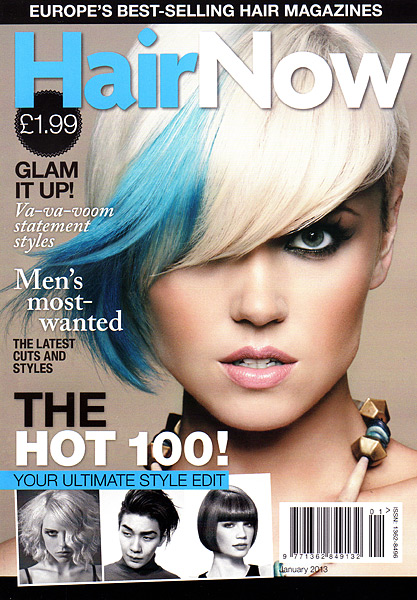 EUROPE'S BEST-SELLING HAIR MAGAZINES
HairNow
£1.99
GLAM
IT UP!
Va-va-voom
statement
styles
Men's
most-
wanted
THE LATEST
CUTS AND
STYLES
THE
HOT 100!
YOUR ULTIMATE STYLE EDIT
01
ISSN: 1362-8496
9 771362 849132
January 2013